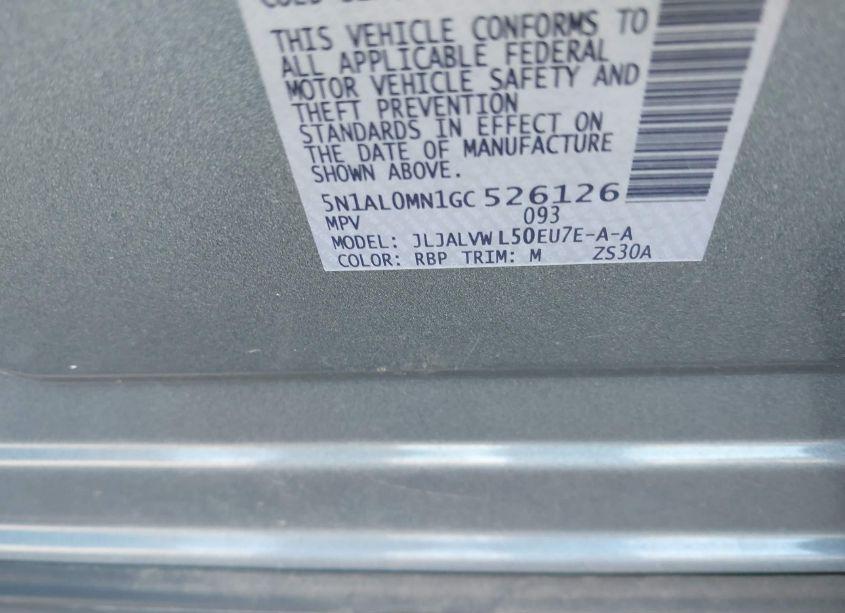 THIS VEHICLE CONFORMS TO
ALL APPLICABLE FEDERAL
MOTOR VEHICLE SAFETY AND
THEFT PREVENTION
STANDARDS IN EFFECT ON
THE DATE OF MANUFACTURE
SHOWN ABOVE.
5N1AL0MN1GC 526126
MPV 093
MODEL: JLJALVW L50EU7E-A-A
COLOR: RBP TRIM: M ZS30A